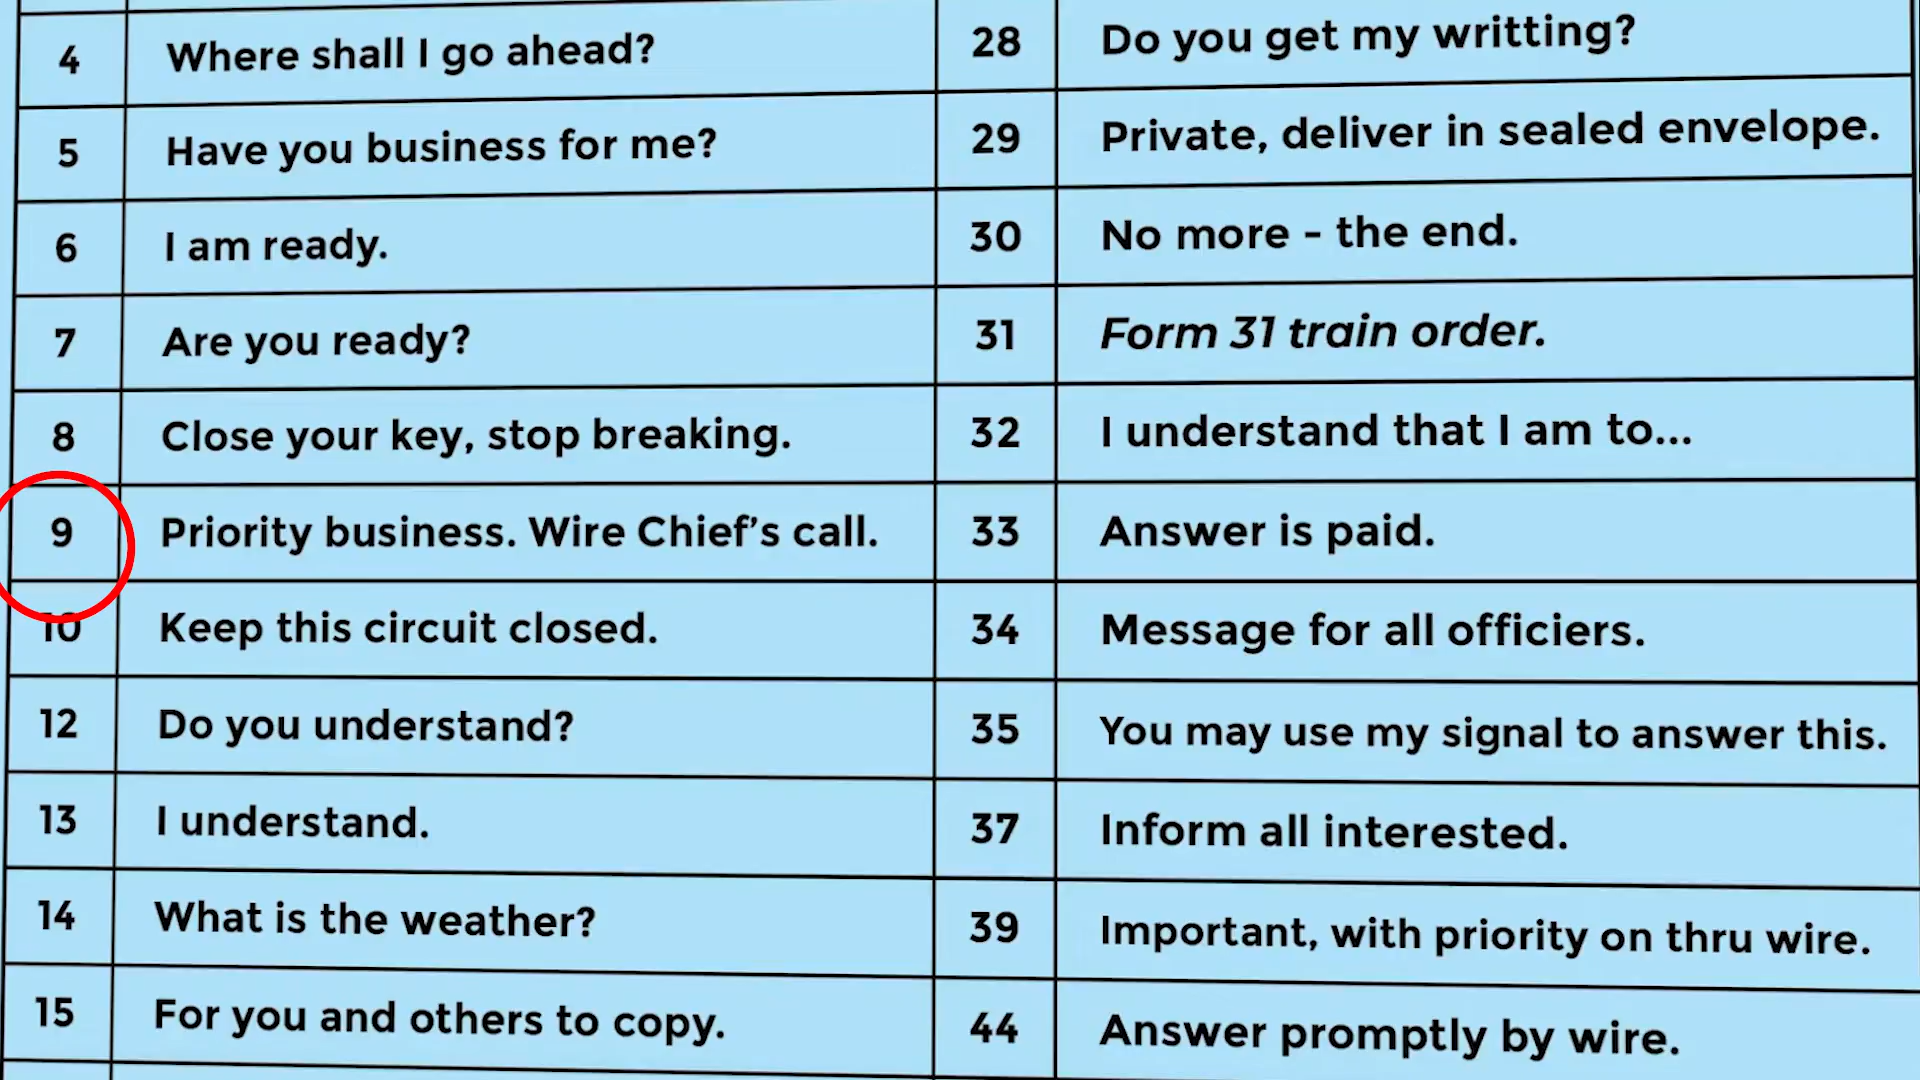 4 Where shall I go ahead? 28 Do you get my writting?
5 Have you business for me? 29 Private, deliver in sealed envelope.
6 I am ready. 30 No more - the end.
7 Are you ready? 31 Form 31 train order.
8 Close your key, stop breaking. 32 I understand that I am to...
9 Priority business. Wire Chief's call. 33 Answer is paid.
10 Keep this circuit closed. 34 Message for all officiers.
12 Do you understand? 35 You may use my signal to answer this.
13 I understand. 37 Inform all interested.
14 What is the weather? 39 Important, with priority on thru wire.
15 For you and others to copy. 44 Answer promptly by wire.